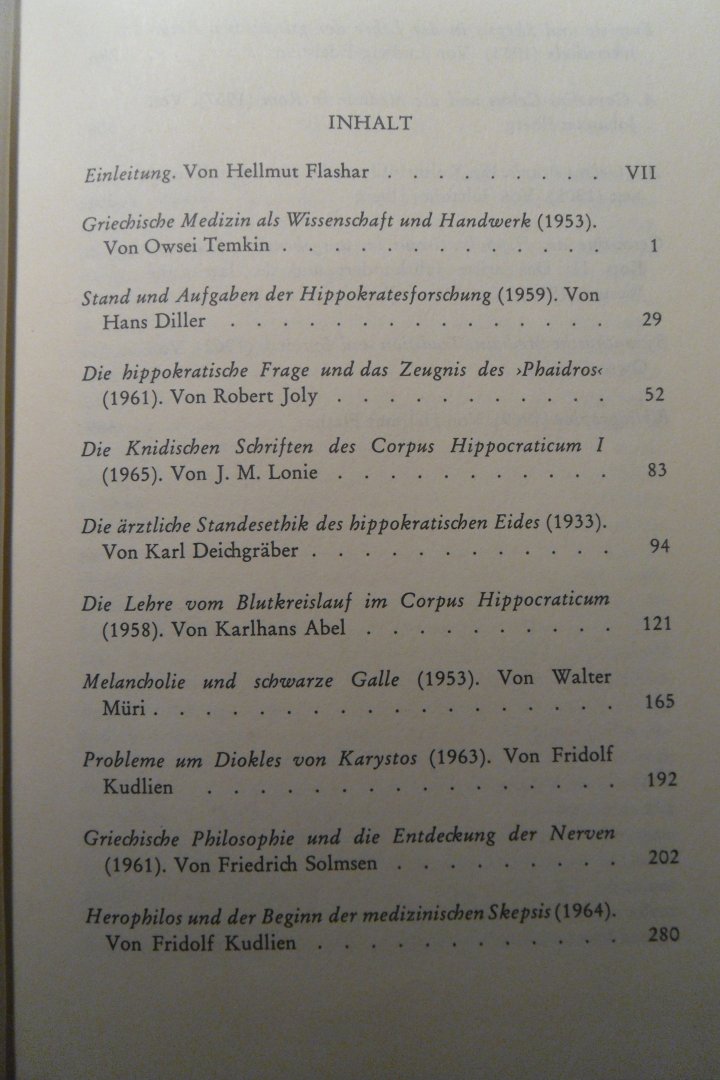 INHALT
Einleitung. Von Hellmut Flashar . . . . . . . . . VII
Griechische Medizin als Wissenschaft und Handwerk (1953).
Von Owsei Temkin . . . . . . . . . . . . . 1
Stand und Aufgaben der Hippokratesforschung (1959). Von
Hans Diller . . . . . . . . . . . . . . . 29
Die hippokratische Frage und das Zeugnis des ›Phaidros‹
(1961). Von Robert Joly . . . . . . . . . . . 52
Die Knidischen Schriften des Corpus Hippocraticum I
(1965). Von J. M. Lonie . . . . . . . . . . . 83
Die ärztliche Standesethik des hippokratischen Eides (1933).
Von Karl Deichgräber . . . . . . . . . . . . 94
Die Lehre vom Blutkreislauf im Corpus Hippocraticum
(1958). Von Karlhans Abel . . . . . . . . . . 121
Melancholie und schwarze Galle (1953). Von Walter
Müri . . . . . . . . . . . . . . . . . . 165
Probleme um Diokles von Karystos (1963). Von Fridolf
Kudlien . . . . . . . . . . . . . . . . 192
Griechische Philosophie und die Entdeckung der Nerven
(1961). Von Friedrich Solmsen . . . . . . . . . 202
Herophilos und der Beginn der medizinischen Skepsis (1964).
Von Fridolf Kudlien . . . . . . . . . . . . 280